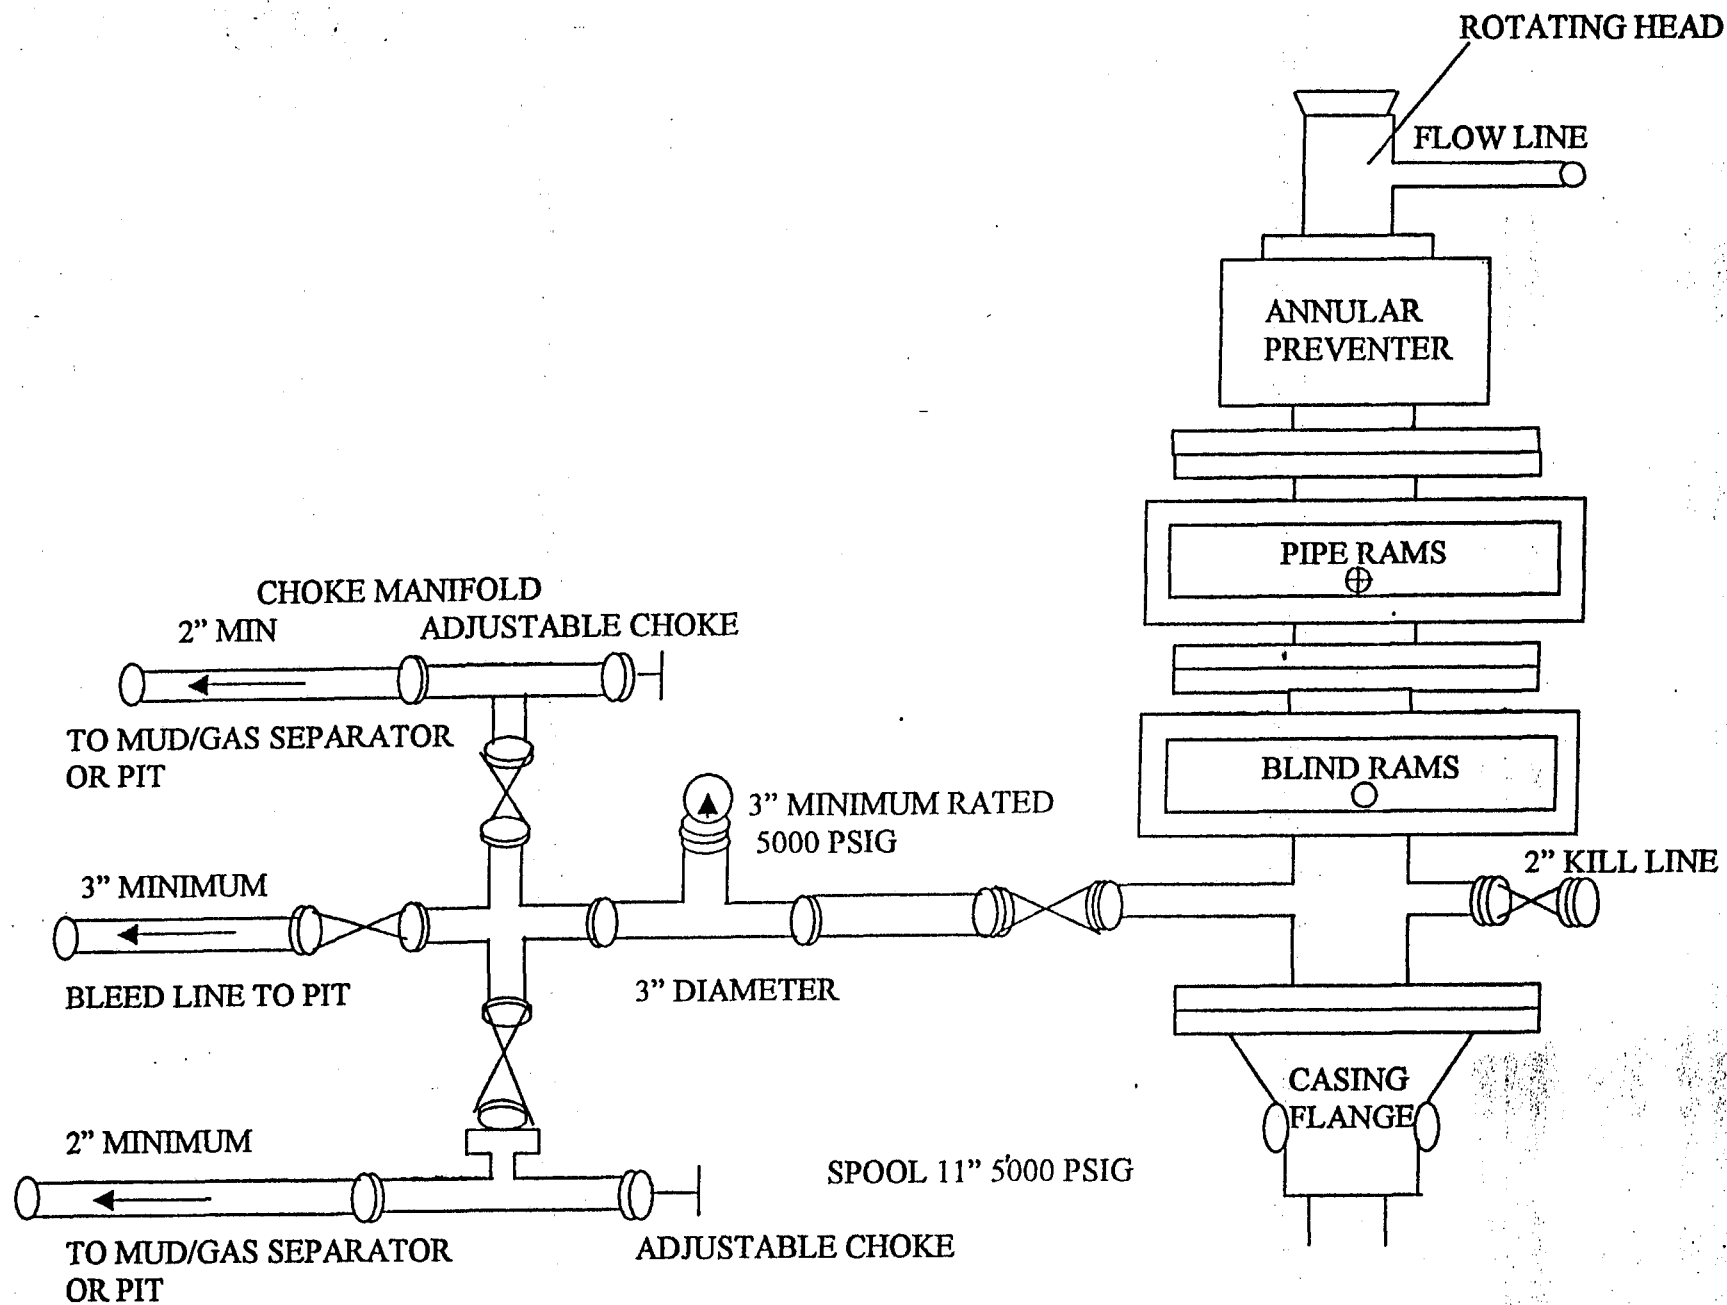 ROTATING HEAD
FLOW LINE
ANNULAR
PREVENTER
PIPE RAMS
CHOKE MANIFOLD
2” MIN
ADJUSTABLE CHOKE
TO MUD/GAS SEPARATOR
OR PIT
BLIND RAMS
3” MINIMUM RATED
5000 PSIG
2” KILL LINE
3” MINIMUM
BLEED LINE TO PIT
3” DIAMETER
CASING
FLANGE
2” MINIMUM
SPOOL 11” 5000 PSIG
TO MUD/GAS SEPARATOR
OR PIT
ADJUSTABLE CHOKE